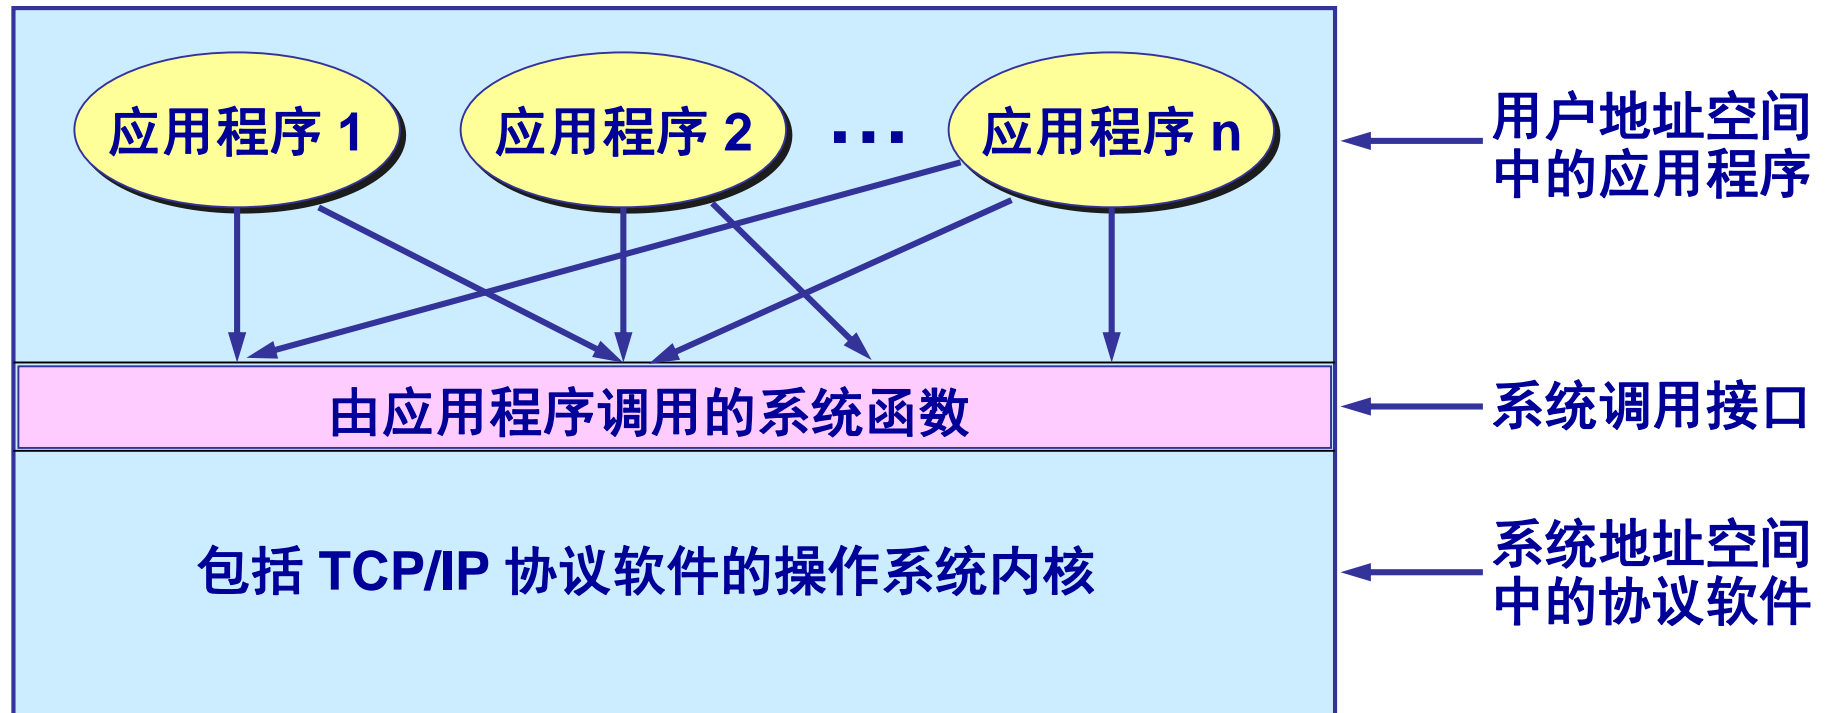 应用程序 1
应用程序 2
…
应用程序 n
用户地址空间
中的应用程序
由应用程序调用的系统函数
系统调用接口
包括 TCP/IP 协议软件的操作系统内核
系统地址空间
中的协议软件